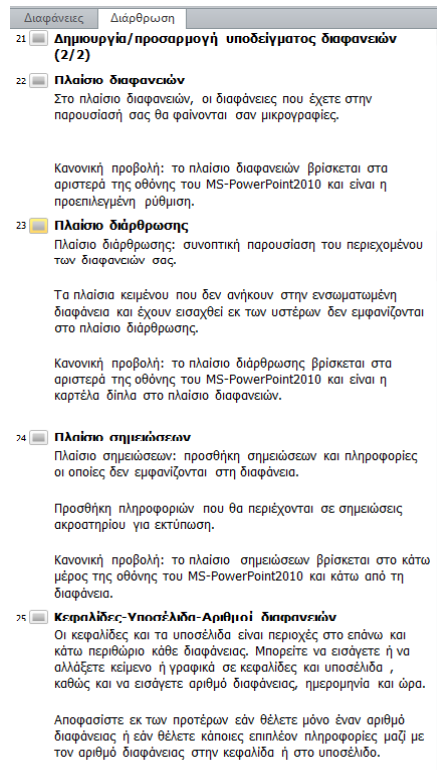 Διαφάνειες Διάρθρωση
21 Δημιουργία/προσαρμογή υποδείγματος διαφανειών
(2/2)
22 Πλαίσιο διαφανειών
Στο πλαίσιο διαφανειών, οι διαφάνειες που έχετε στην
παρουσίασή σας θα φαίνονται σαν μικρογραφίες.
Κανονική προβολή: το πλαίσιο διαφανειών βρίσκεται στα
αριστερά της οθόνης του MS-PowerPoint2010 και είναι η
προεπιλεγμένη ρύθμιση.
23 Πλαίσιο διάρθρωσης
Πλαίσιο διάρθρωσης: συνοπτική παρουσίαση του περιεχομένου
των διαφανειών σας.
Τα πλαίσια κειμένου που δεν ανήκουν στην ενσωματωμένη
διαφάνεια και έχουν εισαχθεί εκ των υστέρων δεν εμφανίζονται
στο πλαίσιο διάρθρωσης.
Κανονική προβολή: το πλαίσιο διάρθρωσης βρίσκεται στα
αριστερά της οθόνης του MS-PowerPoint2010 και είναι η
καρτέλα δίπλα στο πλαίσιο διαφανειών.
24 Πλαίσιο σημειώσεων
Πλαίσιο σημειώσεων: προσθήκη σημειώσεων και πληροφορίες
οι οποίες δεν εμφανίζονται στη διαφάνεια.
Προσθήκη πληροφοριών που θα περιέχονται σε σημειώσεις
ακροατηρίου για εκτύπωση.
Κανονική προβολή: το πλαίσιο σημειώσεων βρίσκεται στο κάτω
μέρος της οθόνης του MS-PowerPoint2010 και κάτω από τη
διαφάνεια.
25 Κεφαλίδες-Υποσέλιδα-Αριθμοί διαφανειών
Οι κεφαλίδες και τα υποσέλιδα είναι περιοχές στο επάνω και
κάτω περιθώριο κάθε διαφάνειας. Μπορείτε να εισάγετε ή να
αλλάξετε κείμενο ή γραφικά σε κεφαλίδες και υποσέλιδα ,
καθώς και να εισάγετε αριθμό διαφάνειας, ημερομηνία και ώρα.
Αποφασίστε εκ των προτέρων εάν θέλετε μόνο έναν αριθμό
διαφάνειας ή εάν θέλετε κάποιες επιπλέον πληροφορίες μαζί με
τον αριθμό διαφάνειας στην κεφαλίδα ή στο υποσέλιδο.